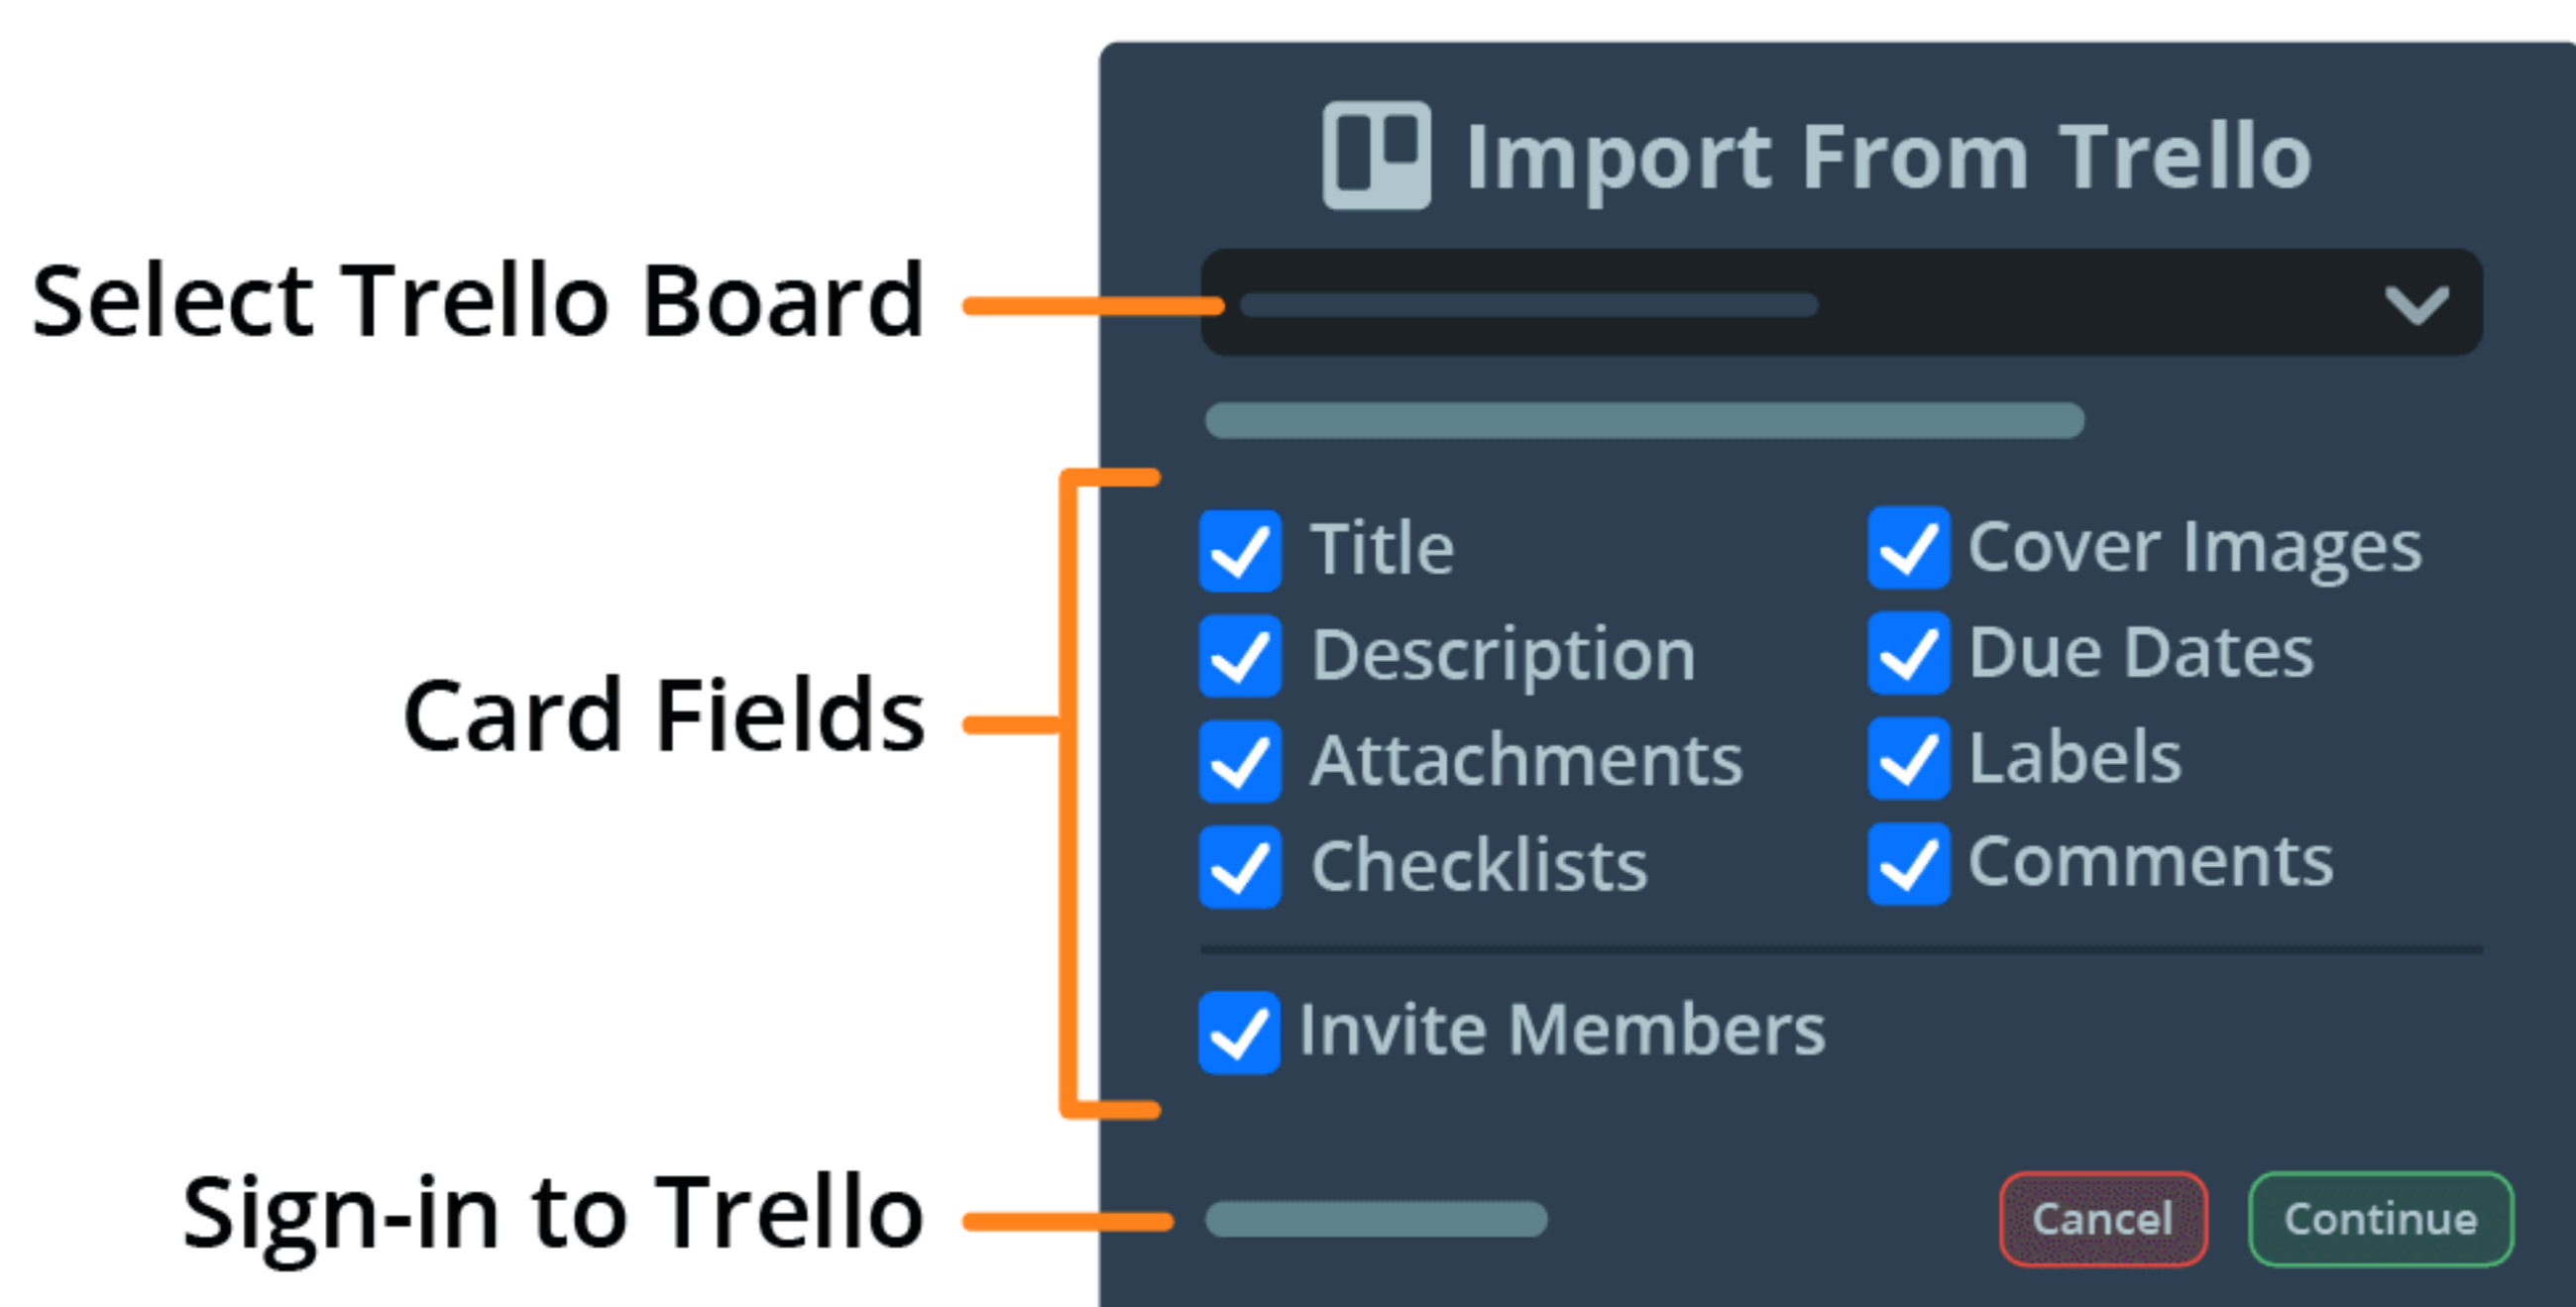 Import From Trello
Select Trello Board
Card Fields
Title
Description
Attachments
Checklists
Cover Images
Due Dates
Labels
Comments
Invite Members
Sign-in to Trello
Cancel
Continue